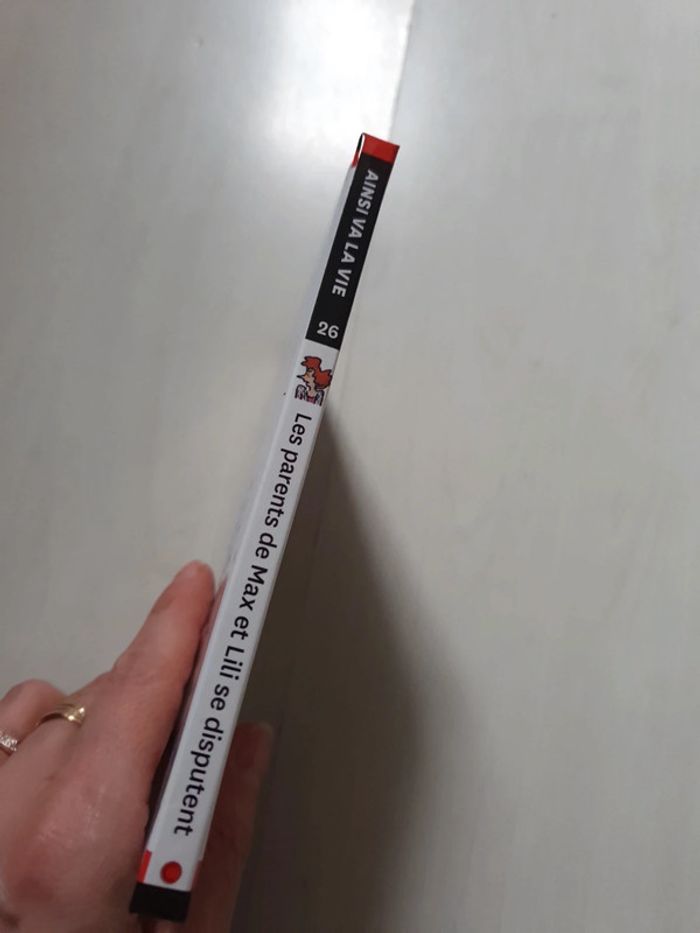 AINSI VA LA VIE
26
Les parents de Max et Lili se disputent